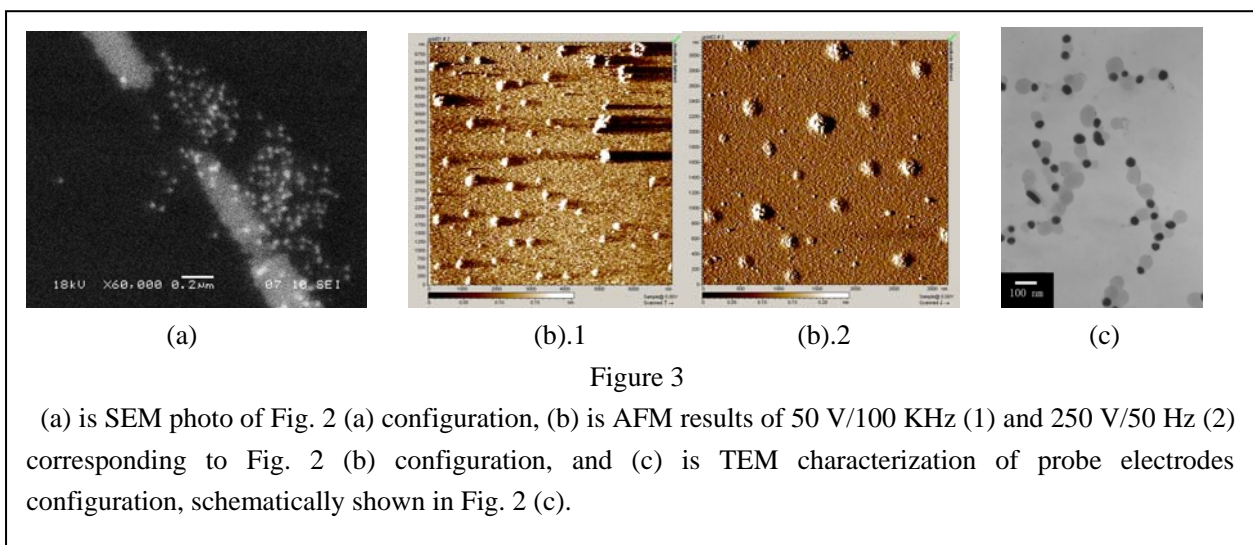 18kV X60,000 0.2μm 07 10 SEI
100 nm
(a) (b).1 (b).2 (c)
Figure 3
(a) is SEM photo of Fig. 2 (a) configuration, (b) is AFM results of 50 V/100 KHz (1) and 250 V/50 Hz (2)
corresponding to Fig. 2 (b) configuration, and (c) is TEM characterization of probe electrodes
configuration, schematically shown in Fig. 2 (c).